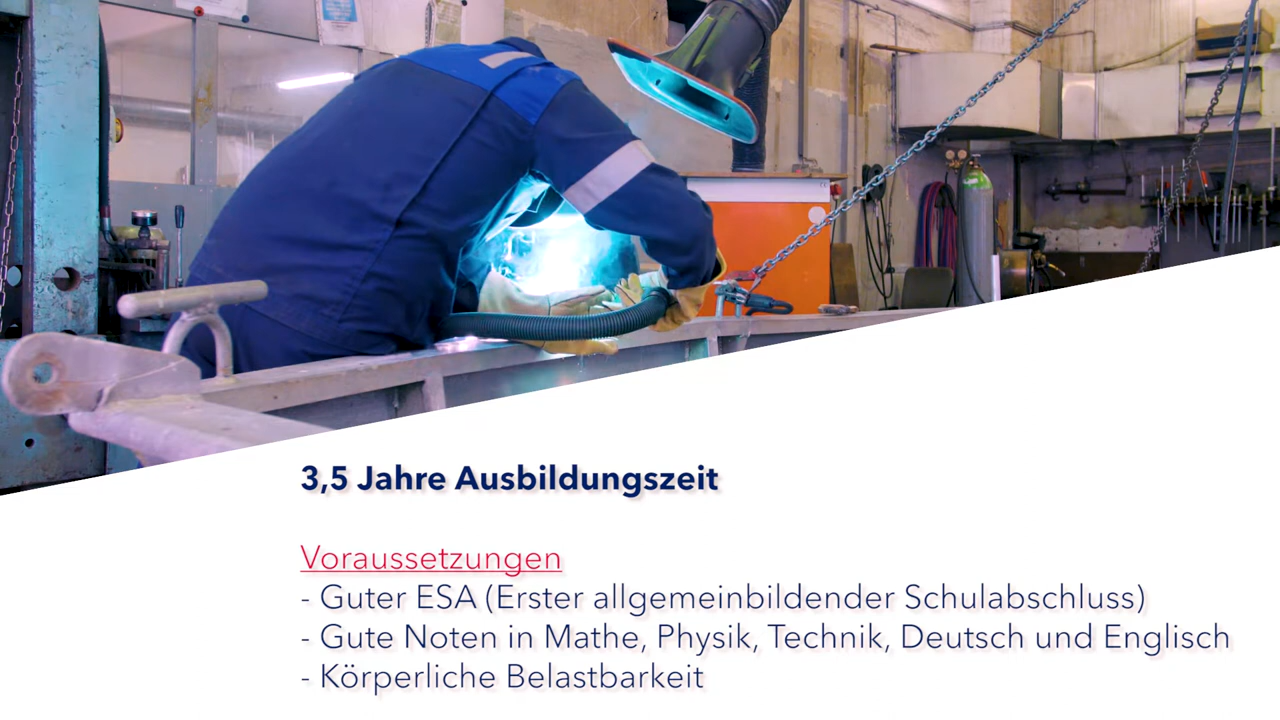 3,5 Jahre Ausbildungszeit
Voraussetzungen
- Guter ESA (Erster allgemeinbildender Schulabschluss)
- Gute Noten in Mathe, Physik, Technik, Deutsch und Englisch
- Körperliche Belastbarkeit